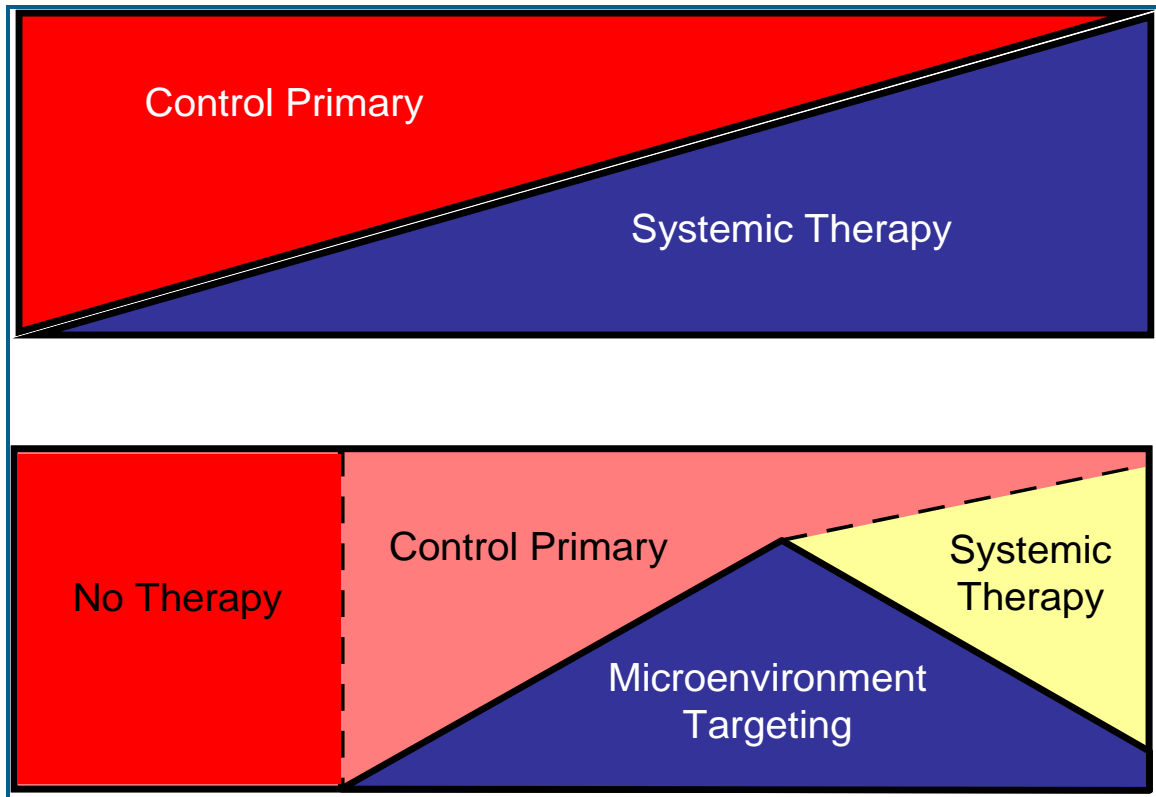 Control Primary
Systemic Therapy
No Therapy
Control Primary
Systemic
Therapy
Microenvironment
Targeting